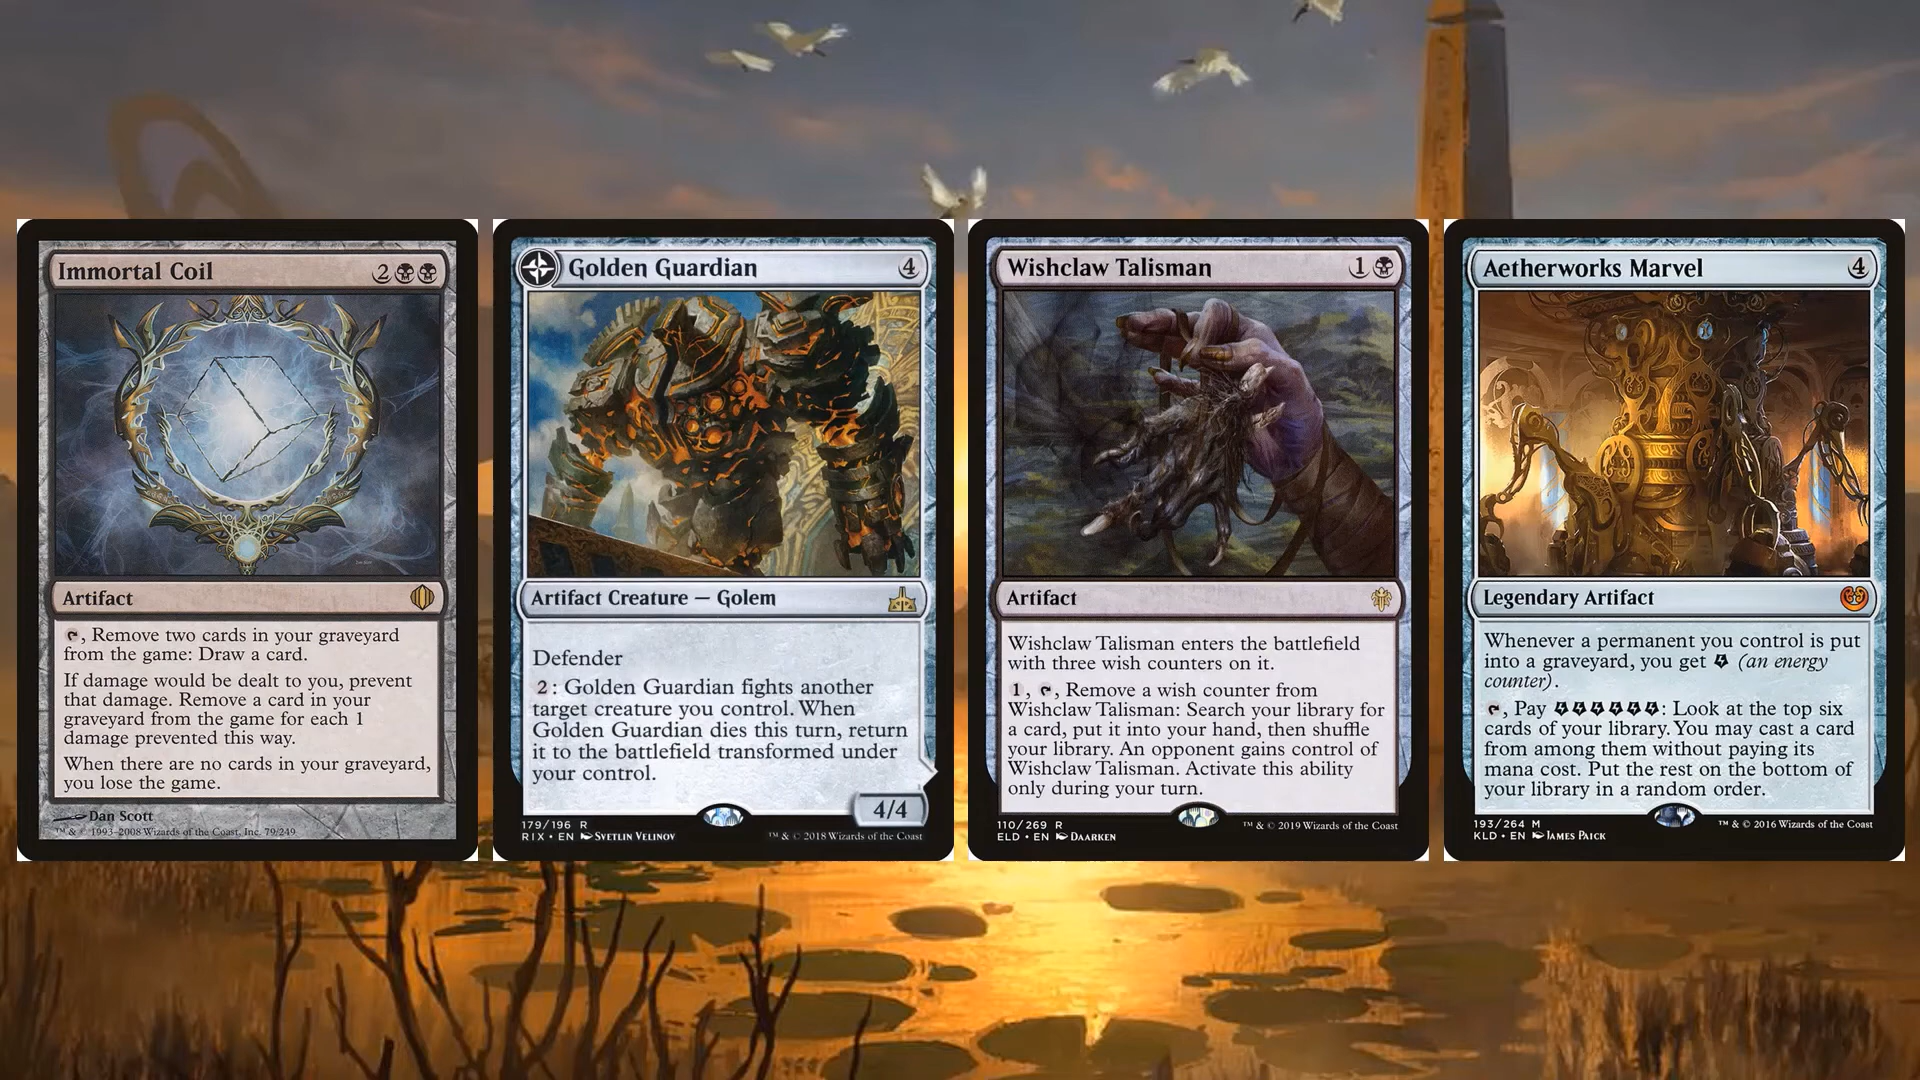 Immortal Coil 2
Artifact
, Remove two cards in your graveyard
from the game: Draw a card.
If damage would be dealt to you, prevent
that damage. Remove a card in your
graveyard from the game for each 1
damage prevented this way.
When there are no cards in your graveyard,
you lose the game.
Dan Scott
™ & © 1993–2008 Wizards of the Coast, Inc. 79/249
Golden Guardian 4
Artifact Creature — Golem
Defender
2: Golden Guardian fights another
target creature you control. When
Golden Guardian dies this turn, return
it to the battlefield transformed under
your control.
4/4
179/196 R
RIX • EN Svetlin Velinov
™ & © 2018 Wizards of the Coast
Wishclaw Talisman 1
Artifact
Wishclaw Talisman enters the battlefield
with three wish counters on it.
1, , Remove a wish counter from
Wishclaw Talisman: Search your library for
a card, put it into your hand, then shuffle
your library. An opponent gains control of
Wishclaw Talisman. Activate this ability
only during your turn.
110/269 R
ELD • EN Daarken
™ & © 2019 Wizards of the Coast
Aetherworks Marvel 4
Legendary Artifact
Whenever a permanent you control is put
into a graveyard, you get (an energy
counter).
, Pay : Look at the top six
cards of your library. You may cast a card
from among them without paying its
mana cost. Put the rest on the bottom of
your library in a random order.
193/264 M
KLD • EN James Paick
™ & © 2016 Wizards of the Coast